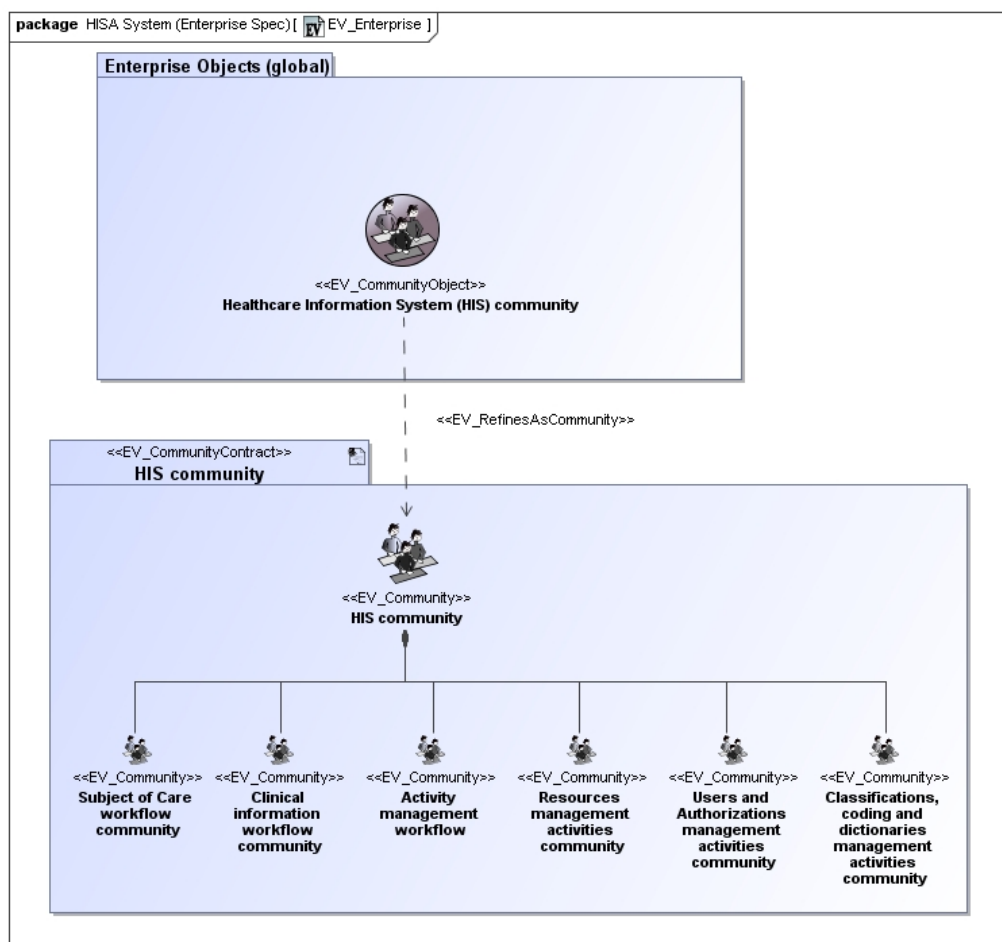 package HISA System (Enterprise Spec) [ EV EV_Enterprise ]
Enterprise Objects (global)
<<EV_CommunityObject>>
Healthcare Information System (HIS) community
<<EV_RefinesAsCommunity>>
<<EV_CommunityContract>>
HIS community
<<EV_Community>>
HIS community
<<EV_Community>>
Subject of Care
workflow
community
<<EV_Community>>
Clinical
information
workflow
community
<<EV_Community>>
Activity
management
workflow
<<EV_Community>>
Resources
management
activities
community
<<EV_Community>>
Users and
Authorizations
management
activities
community
<<EV_Community>>
Classifications,
coding and
dictionaries
management
activities
community